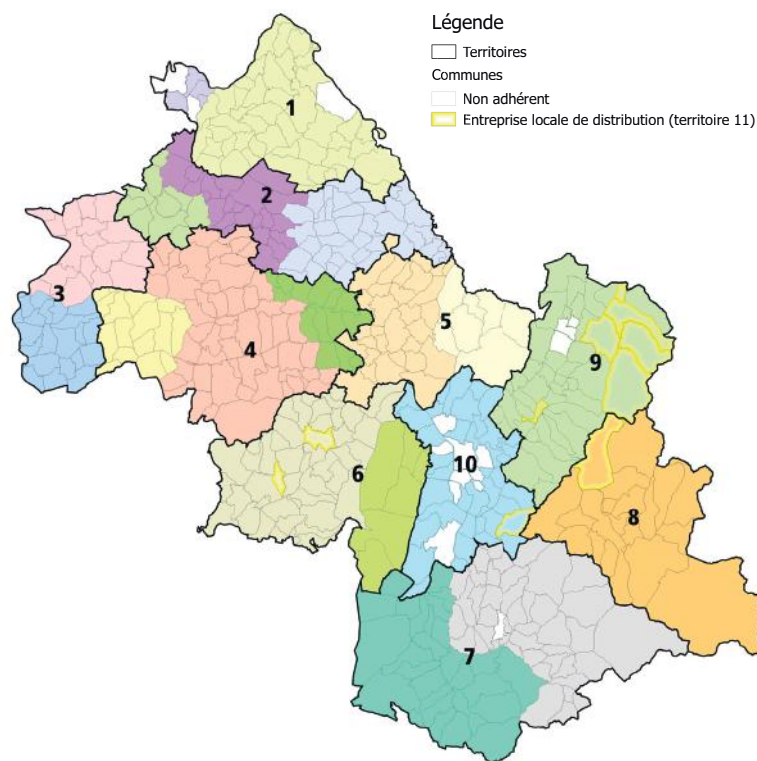 Légende
Territoires
Communes
Non adhérent
Entreprise locale de distribution (territoire 11)
1
2
3
4
5
9
6
10
8
7